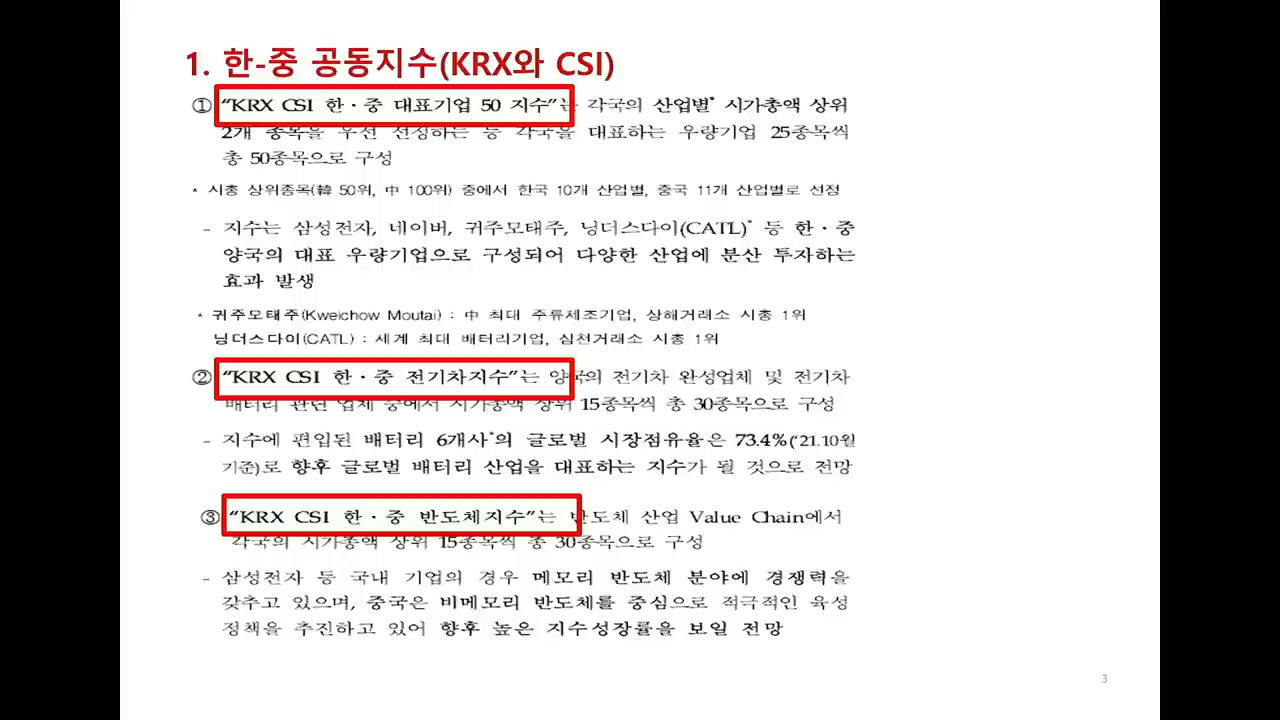 1. 한-중 공동지수(KRX와 CSI)
① “KRX CSI 한·중 대표기업 50 지수”는 각국의 산업별* 시가총액 상위
2개 종목을 우선 선정하는 등 각국을 대표하는 우량기업 25종목씩
총 50종목으로 구성
* 시총 상위종목(韓 50위, 中 100위) 중에서 한국 10개 산업별, 중국 11개 산업별로 선정
- 지수는 삼성전자, 네이버, 귀주모태주, 닝더스다이(CATL)* 등 한·중
양국의 대표 우량기업으로 구성되어 다양한 산업에 분산 투자하는
효과 발생
* 귀주모태주(Kweichow Moutai) : 中 최대 주류제조기업, 상해거래소 시총 1위
닝더스다이(CATL) : 세계 최대 배터리기업, 심천거래소 시총 1위
② “KRX CSI 한·중 전기차지수”는 양국의 전기차 완성업체 및 전기차
배터리 관련 업체 중에서 시가총액 상위 15종목씩 총 30종목으로 구성
- 지수에 편입된 배터리 6개사*의 글로벌 시장점유율은 73.4%(‘21.10월
기준)로 향후 글로벌 배터리 산업을 대표하는 지수가 될 것으로 전망
③ “KRX CSI 한·중 반도체지수”는 반도체 산업 Value Chain에서
각국의 시가총액 상위 15종목씩 총 30종목으로 구성
- 삼성전자 등 국내 기업의 경우 메모리 반도체 분야에 경쟁력을
갖추고 있으며, 중국은 비메모리 반도체를 중심으로 적극적인 육성
정책을 추진하고 있어 향후 높은 지수성장률을 보일 전망
3